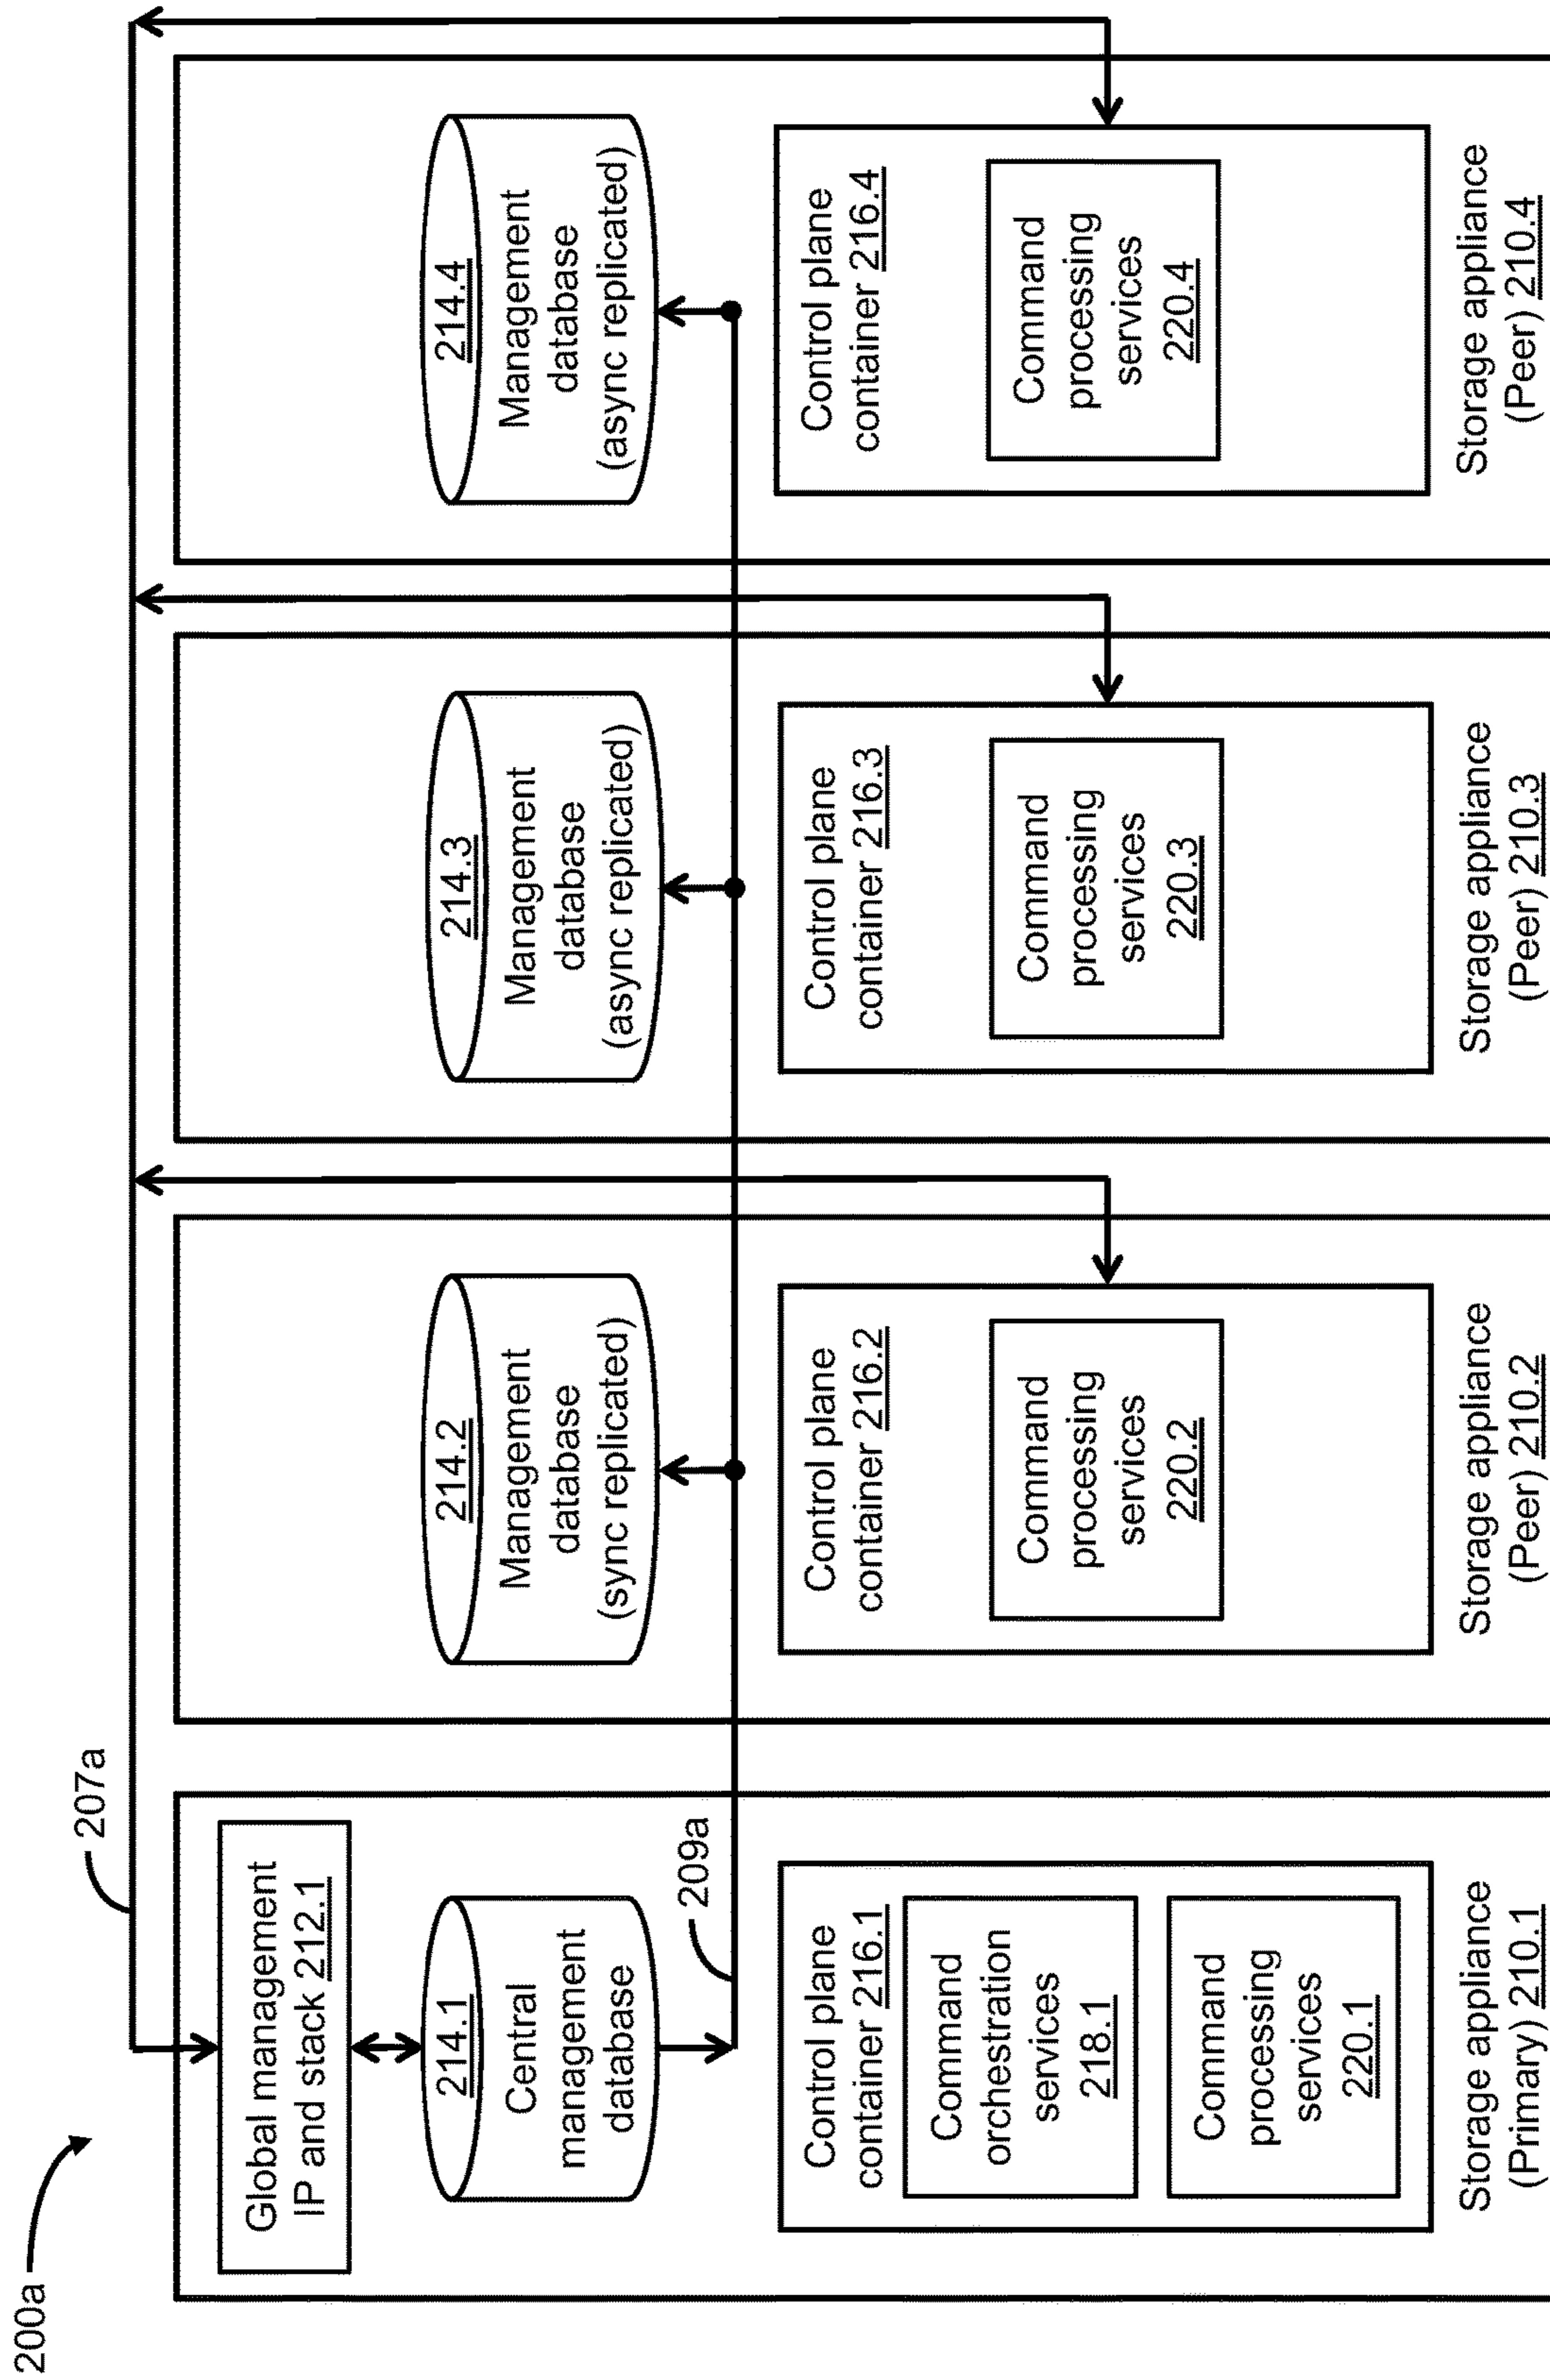 200a
207a
Global management
IP and stack 212.1
214.1
Central
management
database
209a
Control plane
container 216.1
Command
orchestration
services
218.1
Command
processing
services
220.1
Storage appliance
(Primary) 210.1
214.2
Management
database
(sync replicated)
Control plane
container 216.2
Command
processing
services
220.2
Storage appliance
(Peer) 210.2
214.3
Management
database
(async replicated)
Control plane
container 216.3
Command
processing
services
220.3
Storage appliance
(Peer) 210.3
214.4
Management
database
(async replicated)
Control plane
container 216.4
Command
processing
services
220.4
Storage appliance
(Peer) 210.4